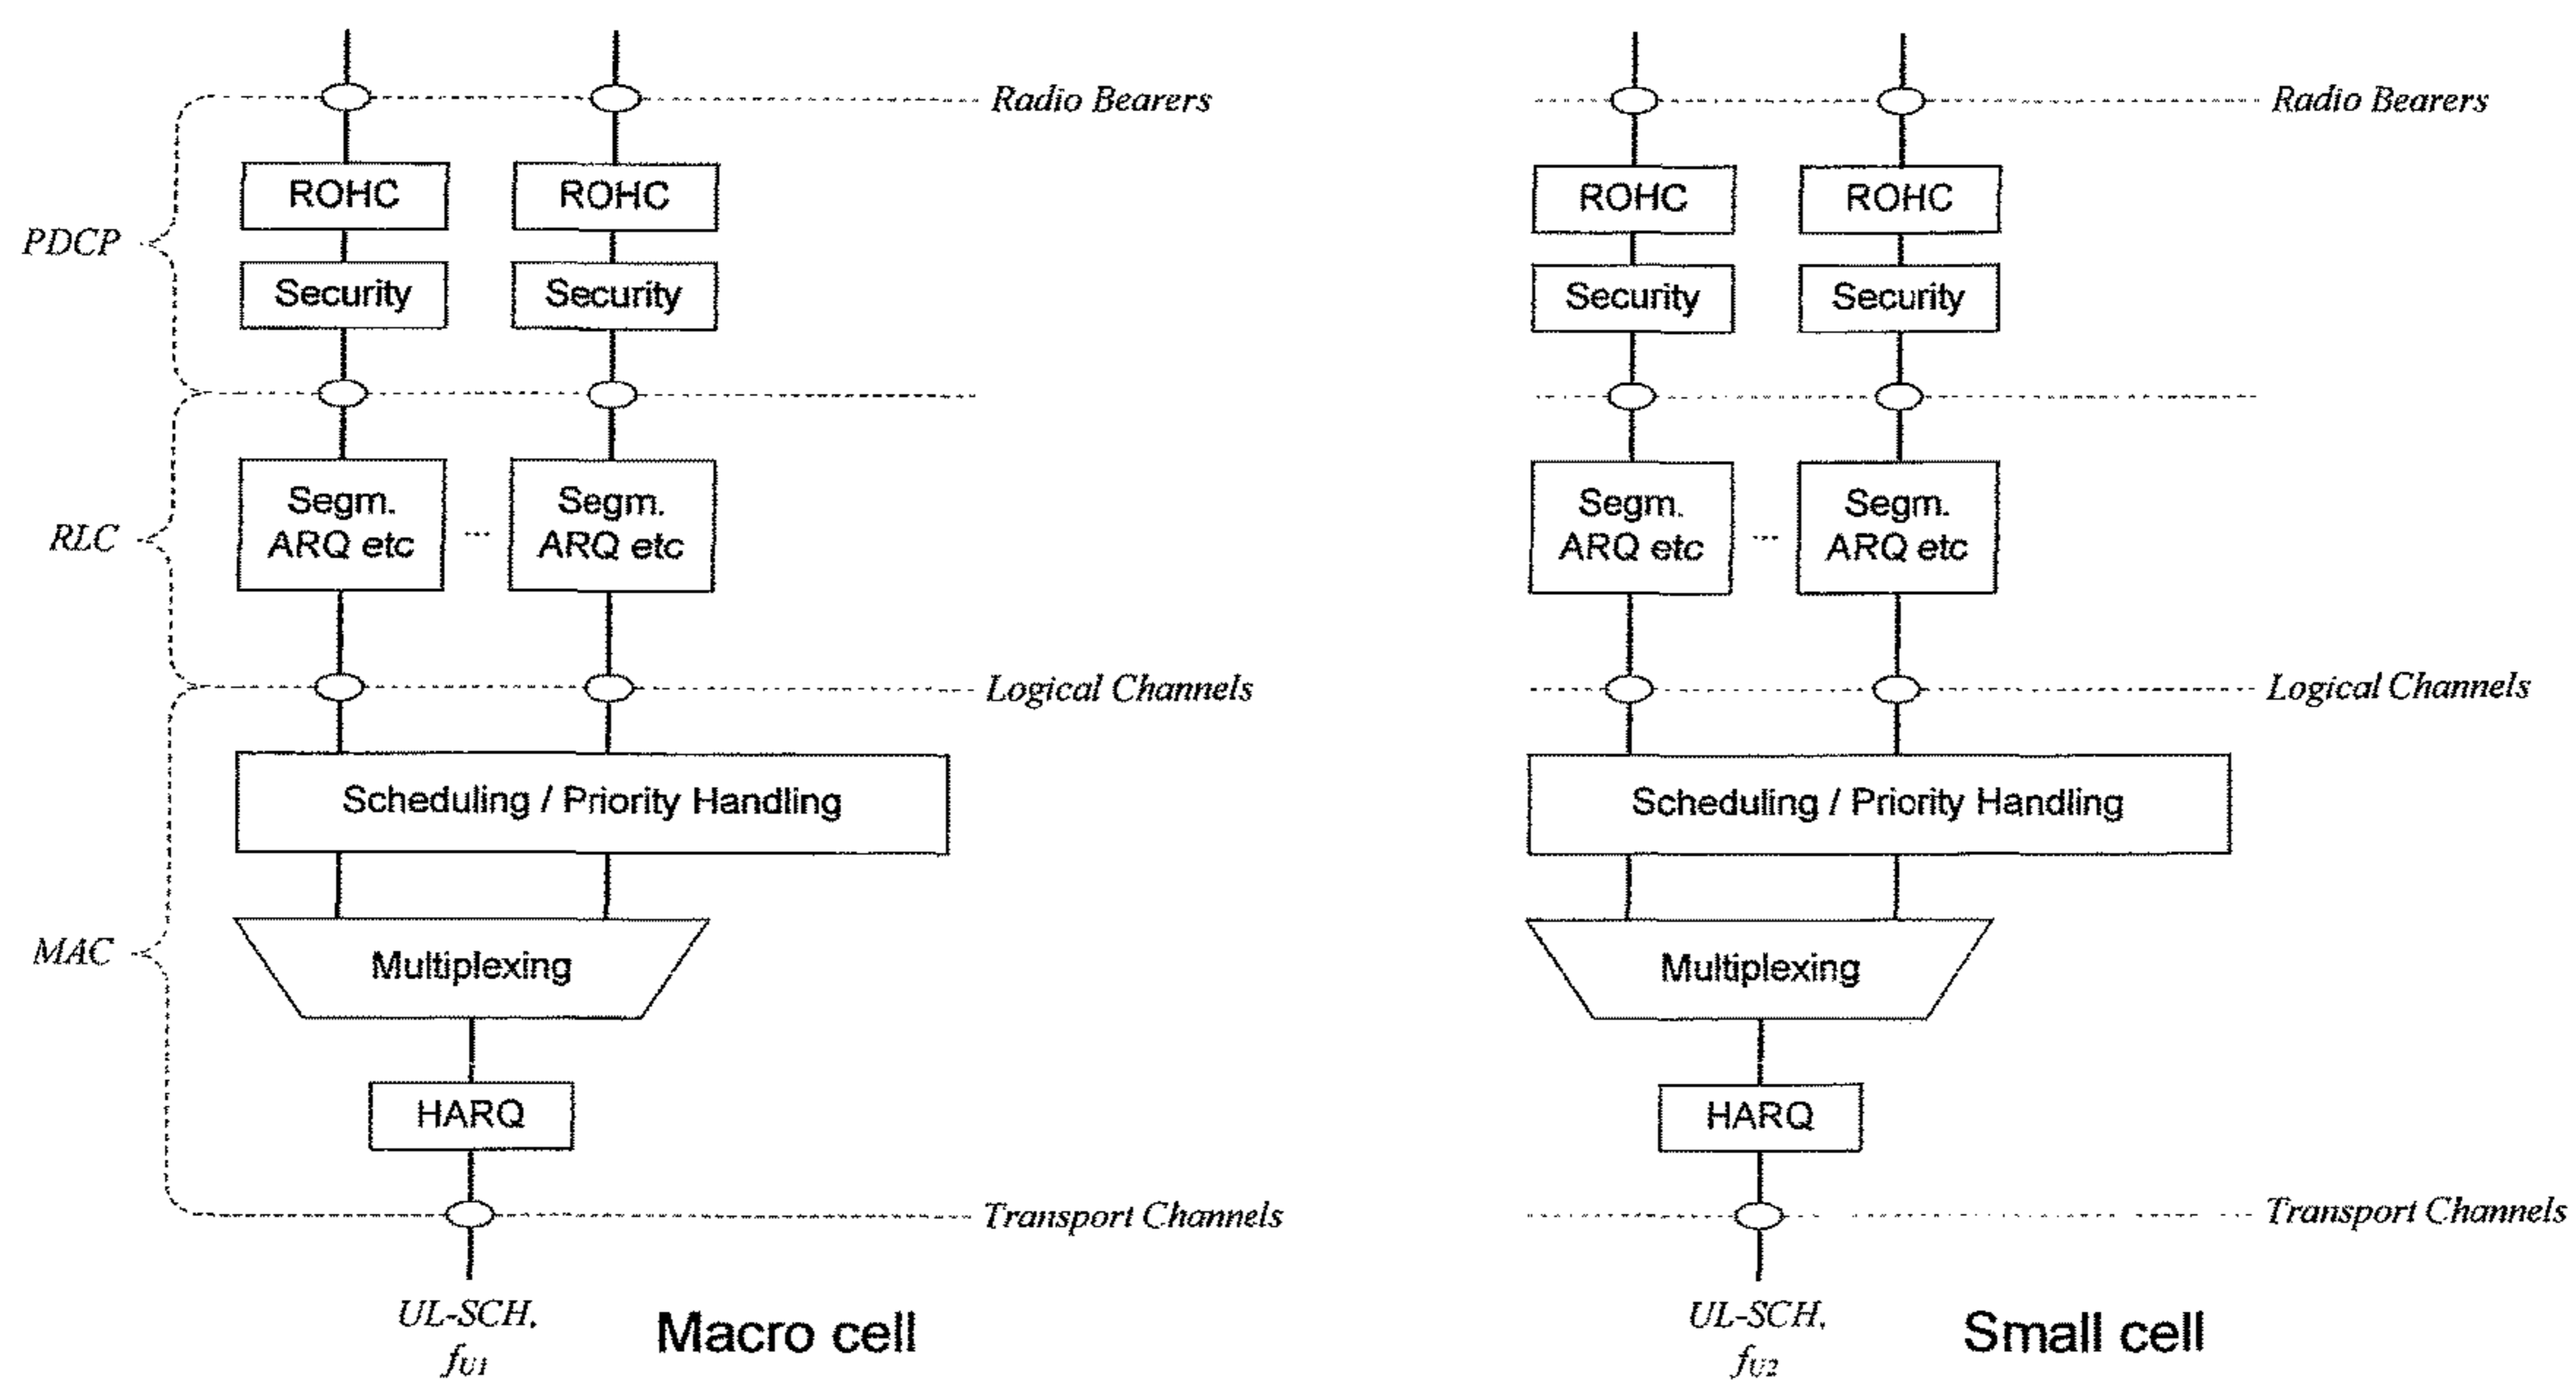 Radio Bearers
ROHC
ROHC
PDCP
Security
Security
Segm.
ARQ etc
...
Segm.
ARQ etc
RLC
Logical Channels
Scheduling / Priority Handling
Multiplexing
MAC
HARQ
Transport Channels
UL-SCH,
fU1
Macro cell
Radio Bearers
ROHC
ROHC
Security
Security
Segm.
ARQ etc
...
Segm.
ARQ etc
Logical Channels
Scheduling / Priority Handling
Multiplexing
HARQ
Transport Channels
UL-SCH,
fU2
Small cell